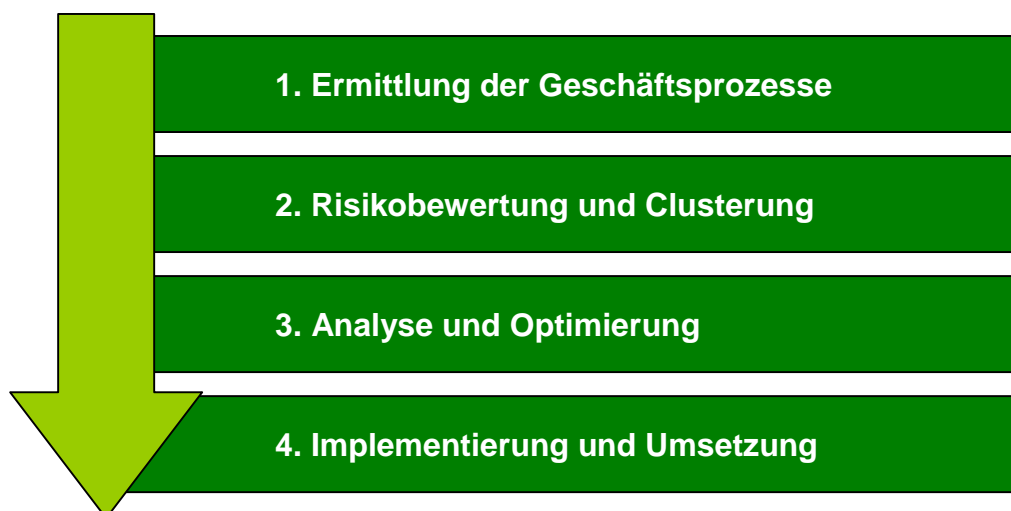 1. Ermittlung der Geschäftsprozesse
2. Risikobewertung und Clusterung
3. Analyse und Optimierung
4. Implementierung und Umsetzung